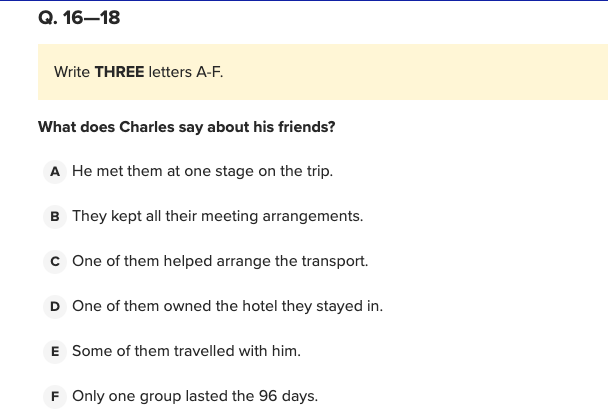 Q. 16—18
Write THREE letters A-F.
What does Charles say about his friends?
A He met them at one stage on the trip.
B They kept all their meeting arrangements.
C One of them helped arrange the transport.
D One of them owned the hotel they stayed in.
E Some of them travelled with him.
F Only one group lasted the 96 days.